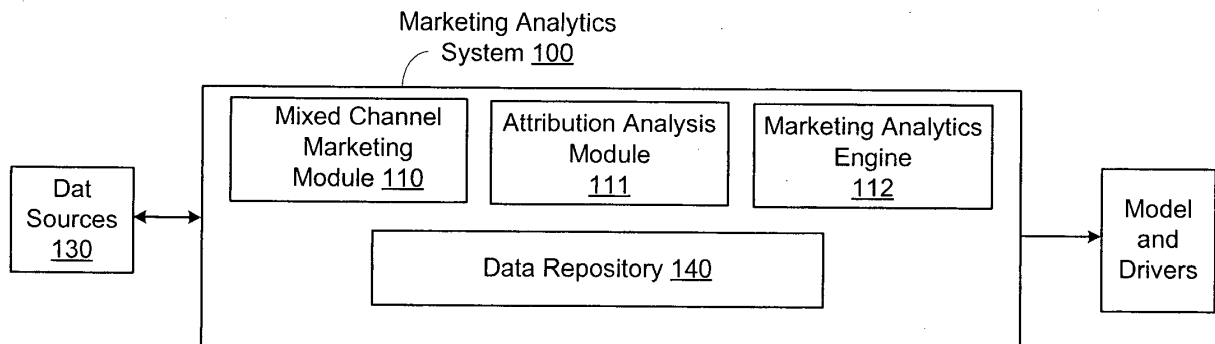 Marketing Analytics
System 100
Mixed Channel
Marketing
Module 110
Attribution Analysis
Module
111
Marketing Analytics
Engine
112
Dat
Sources
130
Data Repository 140
Model
and
Drivers